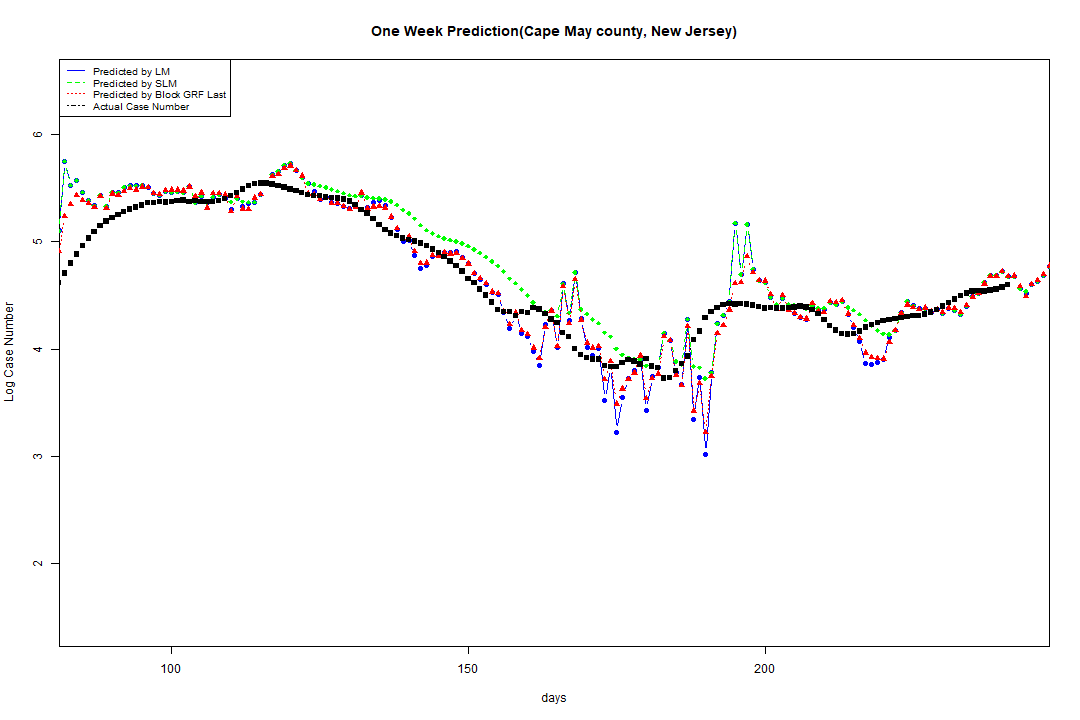 One Week Prediction(Cape May county, New Jersey)
Predicted by LM
Predicted by SLM
Predicted by Block GRF Last
Actual Case Number
6
5
4
3
2
Log Case Number
100 150 200
days